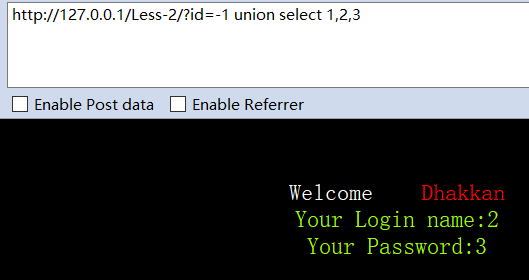 http://127.0.0.1/Less-2/?id=-1 union select 1,2,3
Enable Post data Enable Referrer
Welcome Dhakkan
Your Login name:2
Your Password:3